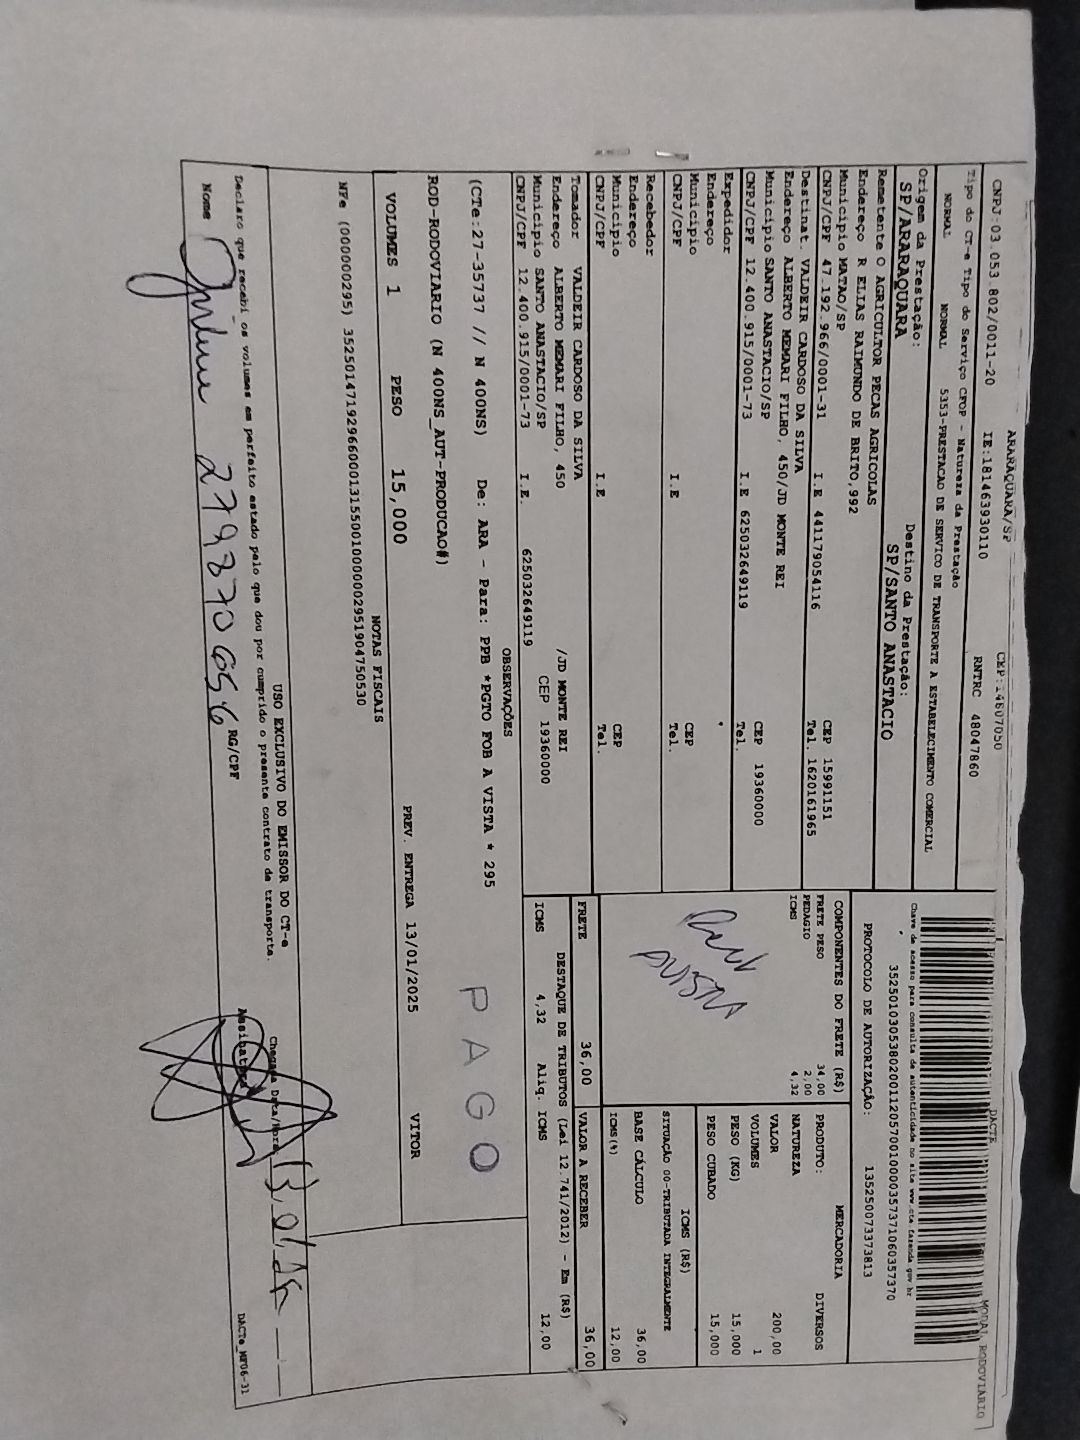 DACTE MODAL RODOVIARIO
ARARAQUARA/SP CEP:14807050
CNPJ-03.053.802/0011-20 IE:181463930110 RNTRC 48047860
Tipo do CT-e Tipo do Serviço CFOP - Natureza da Prestação
NORMAL NORMAL 5353-PRESTACAO DE SERVICO DE TRANSPORTE A ESTABELECIMENTO COMERCIAL
Origem da Prestação: Destino da Prestação:
SP/ARARAQUARA SP/SANTO ANASTACIO
Remetente O AGRICULTOR PECAS AGRICOLAS
Endereço R ELIAS RAIMUNDO DE BRITO,992
Município MATAO/SP CEP 15991151
CNPJ/CPF 47.192.966/0001-31 I.E 441179054116 Tel. 1620161965
Destinat. VALDEIR CARDOSO DA SILVA
Endereço ALBERTO MEMARI FILHO, 450/JD MONTE REI
Município SANTO ANASTACIO/SP CEP 19360000
CNPJ/CPF 12.400.915/0001-73 I.E 625032649119 Tel.
Expedidor
Endereço
Município CEP
CNPJ/CPF I.E Tel.
Recebedor
Endereço
Município CEP
CNPJ/CPF I.E Tel.
Tomador VALDEIR CARDOSO DA SILVA
Endereço ALBERTO MEMARI FILHO, 450 /JD MONTE REI
Município SANTO ANASTACIO/SP CEP 19360000
CNPJ/CPF 12.400.915/0001-73 I.E. 625032649119
Chave de acesso para consulta de autenticidade no site www.cte.fazenda.gov.br
35250103053802001120570010000357371060357370
PROTOCOLO DE AUTORIZAÇÃO: 135250073373813
COMPONENTES DO FRETE (R$)
FRETE PESO 34,00
PEDAGIO 2,00
ICMS 4,32
MERCADORIA
PRODUTO: DIVERSOS
NATUREZA
VALOR 200,00
VOLUMES 1
PESO (KG) 15,000
PESO CUBADO 15,000
ICMS (R$)
SITUAÇÃO 00-TRIBUTADA INTEGRALMENTE
BASE CÁLCULO 36,00
ICMS(%) 12,00
FRETE 36,00 VALOR A RECEBER 36,00
DESTAQUE DE TRIBUTOS (Lei 12.741/2012) - Em (R$)
ICMS 4,32 Aliq. ICMS 12,00
OBSERVAÇÕES
(CTe:27-35737 // N 400NS) De: ARA - Para: PPB *PGTO FOB A VISTA * 295
PAGO
ROD-RODOVIARIO (N 400NS_AUT-PRODUCAO#)
VOLUMES 1 PESO 15,000 PREV. ENTREGA 13/01/2025 VITOR
NOTAS FISCAIS
NFe (000000295) 35250147192966000131550010000002951904750530
USO EXCLUSIVO DO EMISSOR DO CT-e
Declaro que recebi os volumes em perfeito estado pelo que dou por cumprido o presente contrato de transporte.
Chegada Data/Hora
Nome RG/CPF Assinatura
DACTe_MF06-31